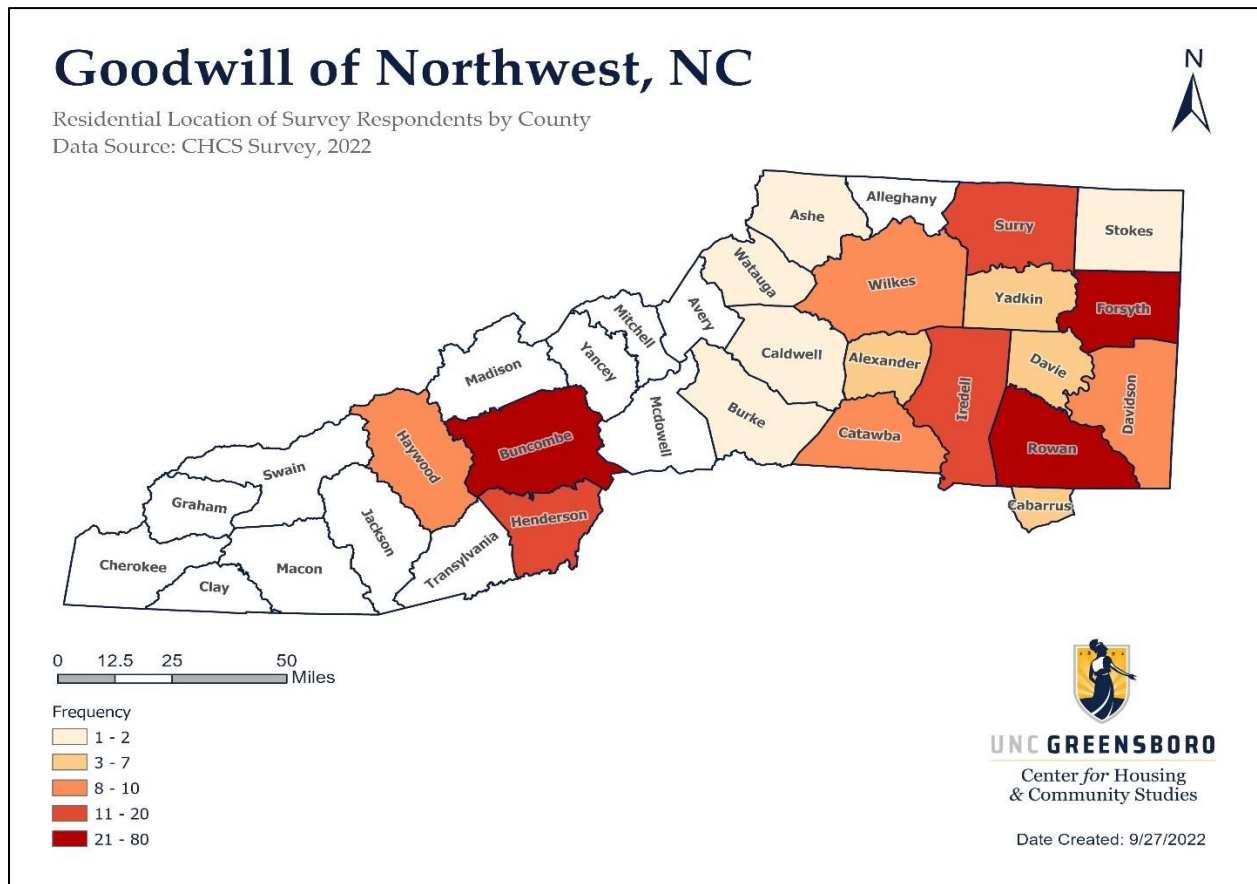 Goodwill of Northwest, NC
Residential Location of Survey Respondents by County
Data Source: CHCS Survey, 2022
N
Ashe
Alleghany
Surry
Stokes
Watauga
Wilkes
Yadkin
Forsyth
Mitchell
Avery
Caldwell
Alexander
Iredell
Davie
Davidson
Madison
Yancey
Mcdowell
Burke
Catawba
Rowan
Cabarrus
Haywood
Buncombe
Swain
Graham
Jackson
Henderson
Transylvania
Cherokee
Clay
Macon
0 12.5 25 50
Miles
Frequency
1 - 2
3 - 7
8 - 10
11 - 20
21 - 80
UNC GREENSBORO
Center for Housing
& Community Studies
Date Created: 9/27/2022